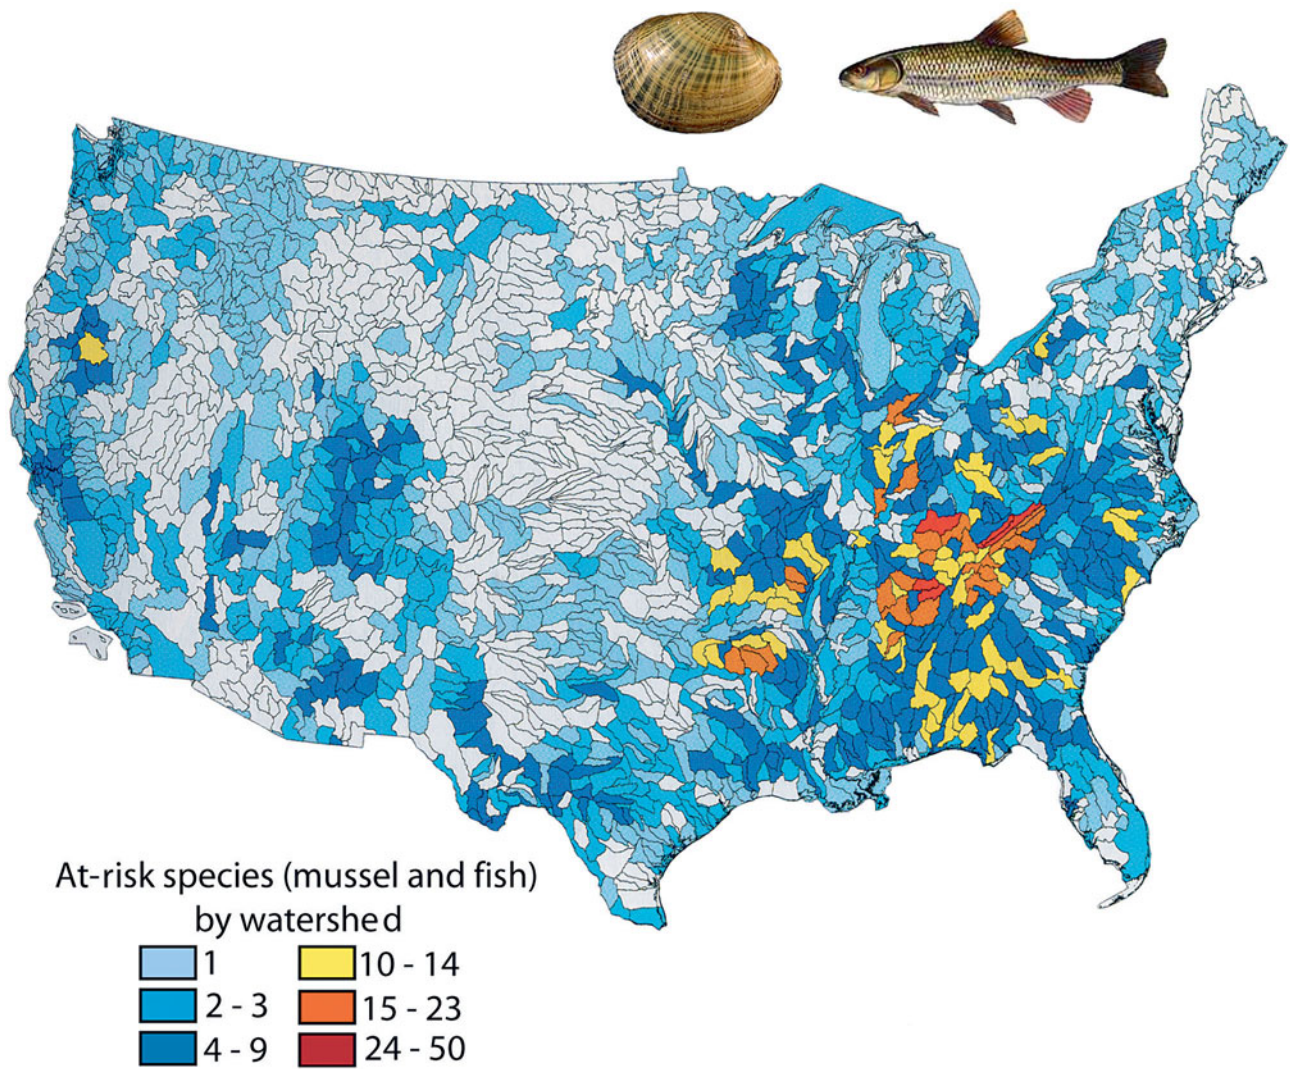 At-risk species (mussel and fish)
by watershed
1
10 - 14
2 - 3
15 - 23
4 - 9
24 - 50